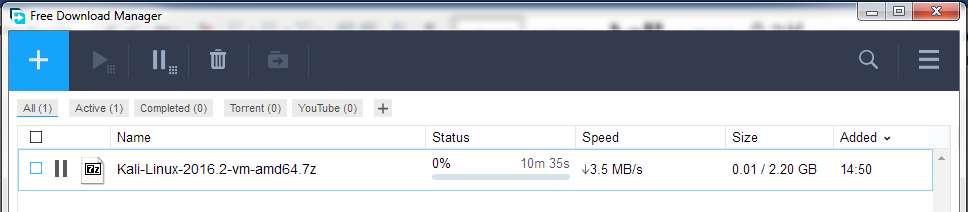 Free Download Manager
All (1) Active (1) Completed (0) Torrent (0) YouTube (0) +
Name Status Speed Size Added
7z Kali-Linux-2016.2-vm-amd64.7z 0% 10m 35s ↓3.5 MB/s 0.01 / 2.20 GB 14:50